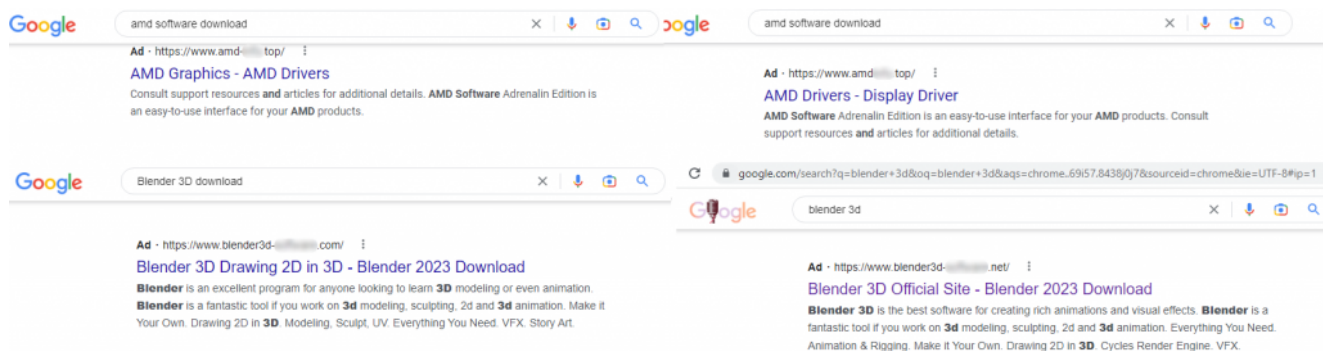 Google
amd software download
Ad · https://www.amd- top/
AMD Graphics - AMD Drivers
Consult support resources and articles for additional details. AMD Software Adrenalin Edition is
an easy-to-use interface for your AMD products.
ogle
amd software download
Ad · https://www.amd top/
AMD Drivers - Display Driver
AMD Software Adrenalin Edition is an easy-to-use interface for your AMD products. Consult
support resources and articles for additional details.
Google
Blender 3D download
Ad · https://www.blender3d- .com/
Blender 3D Drawing 2D in 3D - Blender 2023 Download
Blender is an excellent program for anyone looking to learn 3D modeling or even animation.
Blender is a fantastic tool if you work on 3d modeling, sculpting, 2d and 3d animation. Make it
Your Own. Drawing 2D in 3D. Modeling, Sculpt, UV. Everything You Need. VFX. Story Art.
google.com/search?q=blender+3d&oq=blender+3d&aqs=chrome..69i57.8438j0j7&sourceid=chrome&ie=UTF-8#ip=1
Google
blender 3d
Ad · https://www.blender3d- .net/
Blender 3D Official Site - Blender 2023 Download
Blender 3D is the best software for creating rich animations and visual effects. Blender is a
fantastic tool if you work on 3d modeling, sculpting, 2d and 3d animation. Everything You Need.
Animation & Rigging. Make it Your Own. Drawing 2D in 3D. Cycles Render Engine. VFX.